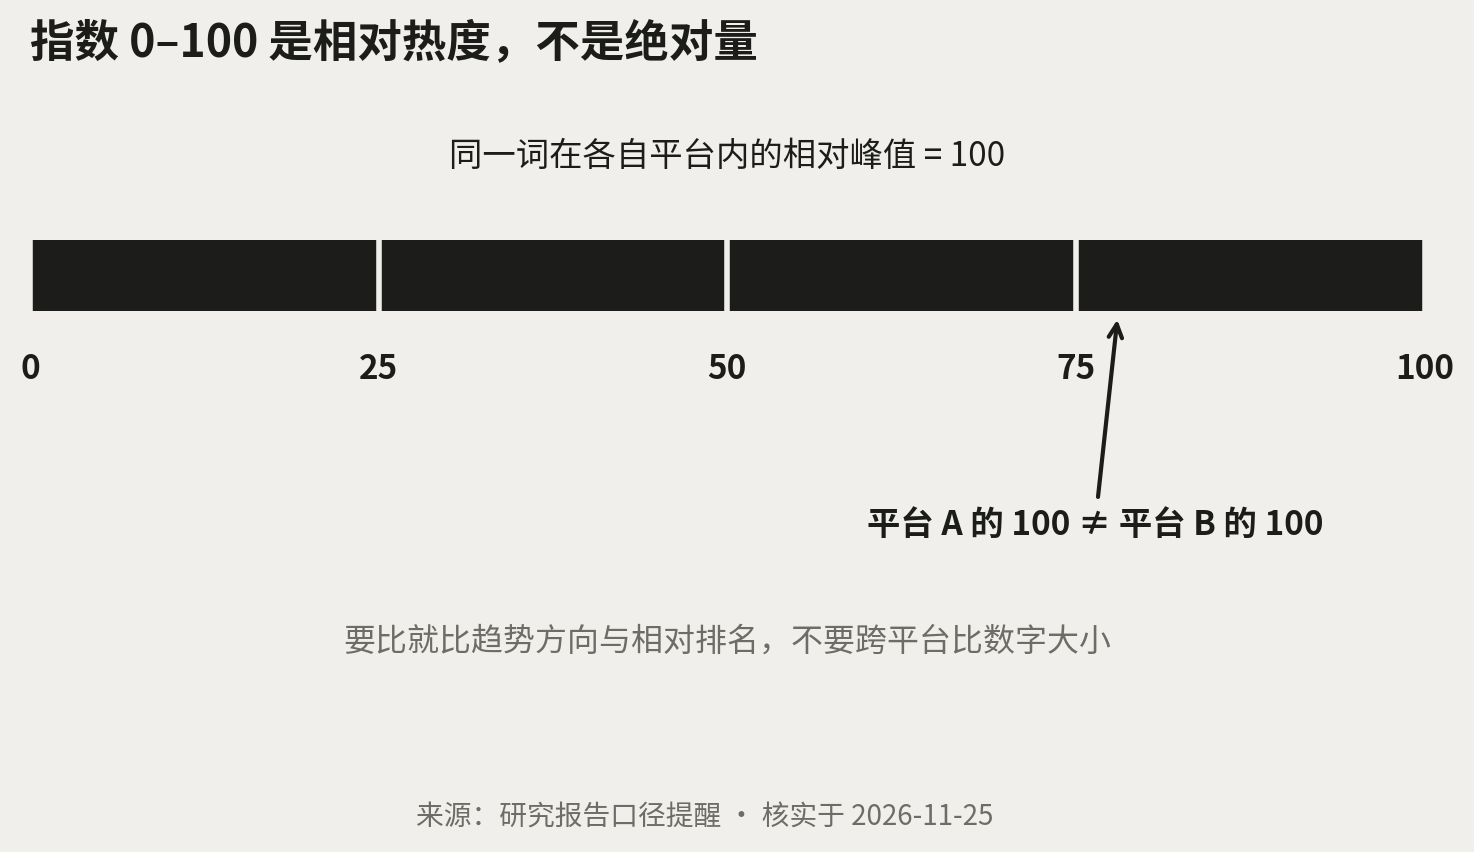 指数 0–100 是相对热度，不是绝对量
同一词在各自平台内的相对峰值 = 100
0 25 50 75 100
平台 A 的 100 ≠ 平台 B 的 100
要比就比趋势方向与相对排名，不要跨平台比数字大小
来源：研究报告口径提醒 · 核实于 2026-11-25